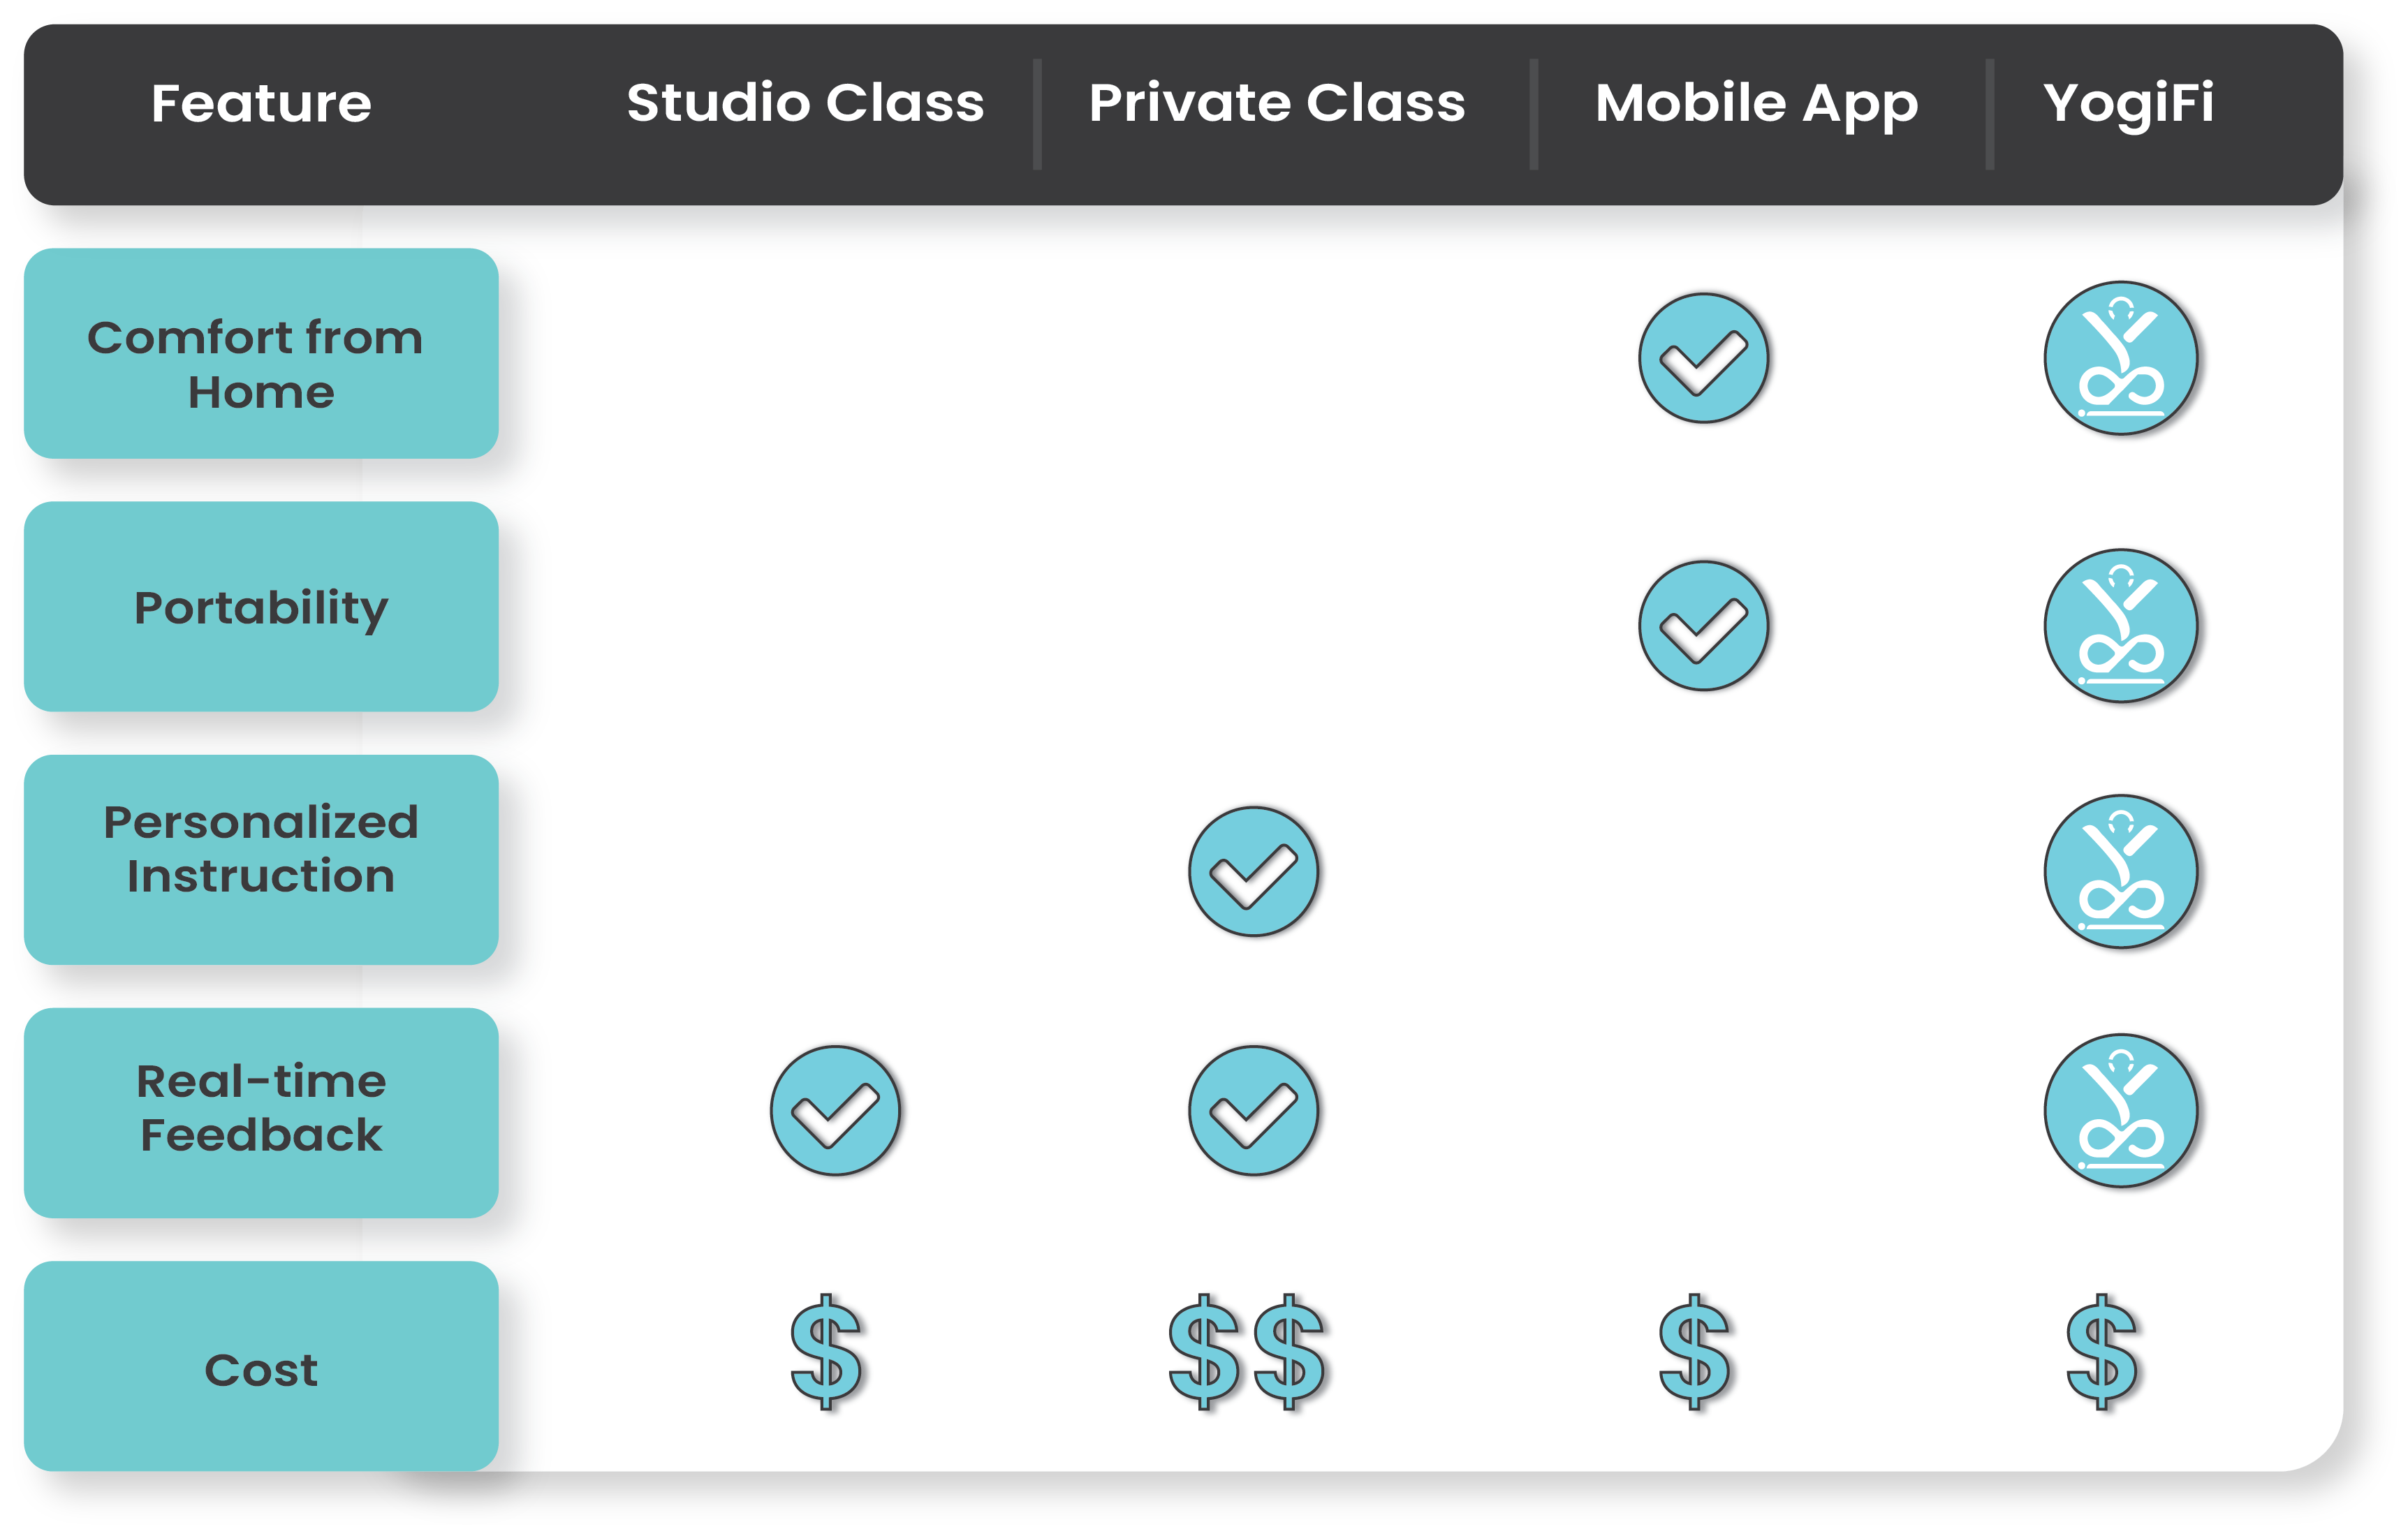 Feature Studio Class Private Class Mobile App YogiFi
Comfort from
Home
Portability
Personalized
Instruction
Real-time
Feedback
Cost $ $$ $ $